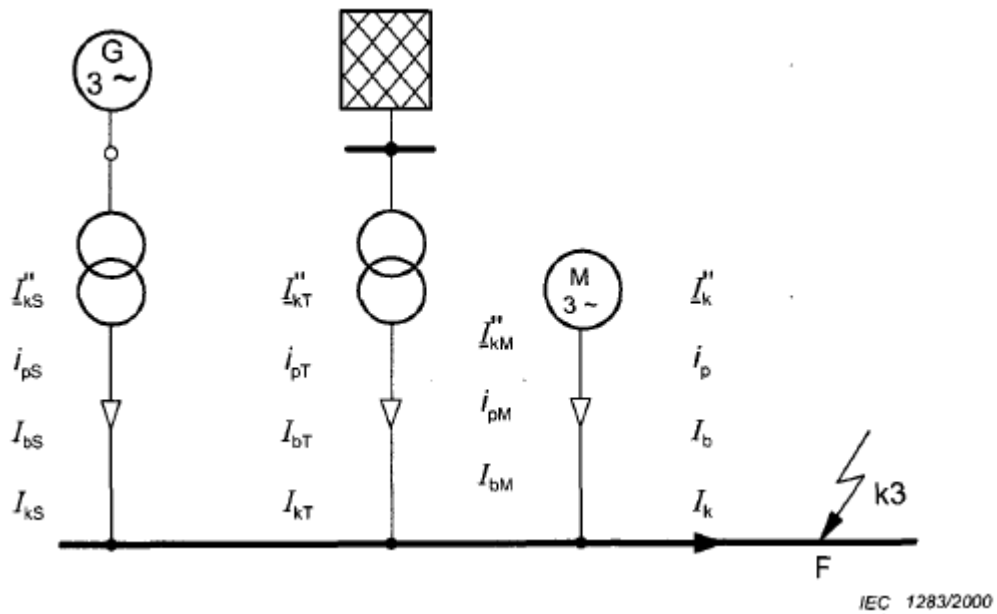 G
3 ~
M
3 ~
I"kS
ipS
IbS
IkS
I"kT
ipT
IbT
IkT
I"kM
ipM
IbM
I"k
ip
Ib
Ik
k3
F
IEC 1283/2000